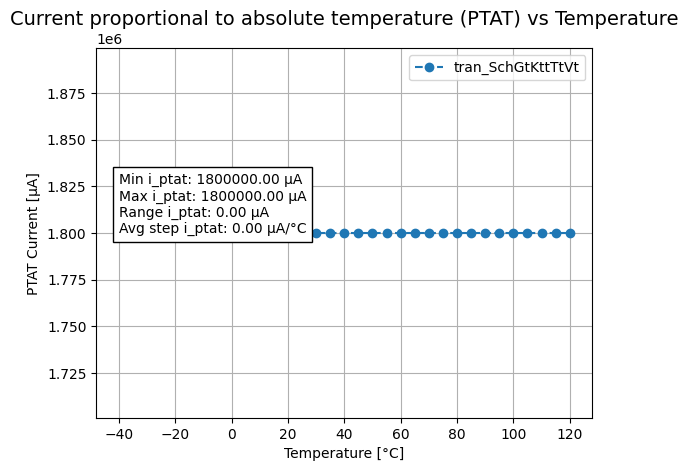 Current proportional to absolute temperature (PTAT) vs Temperature
1e6
tran_SchGtKttTtVt
1.875
1.850
1.825
1.800
1.775
1.750
1.725
PTAT Current [µA]
Min i_ptat: 1800000.00 µA
Max i_ptat: 1800000.00 µA
Range i_ptat: 0.00 µA
Avg step i_ptat: 0.00 µA/°C
−40 −20 0 20 40 60 80 100 120
Temperature [°C]